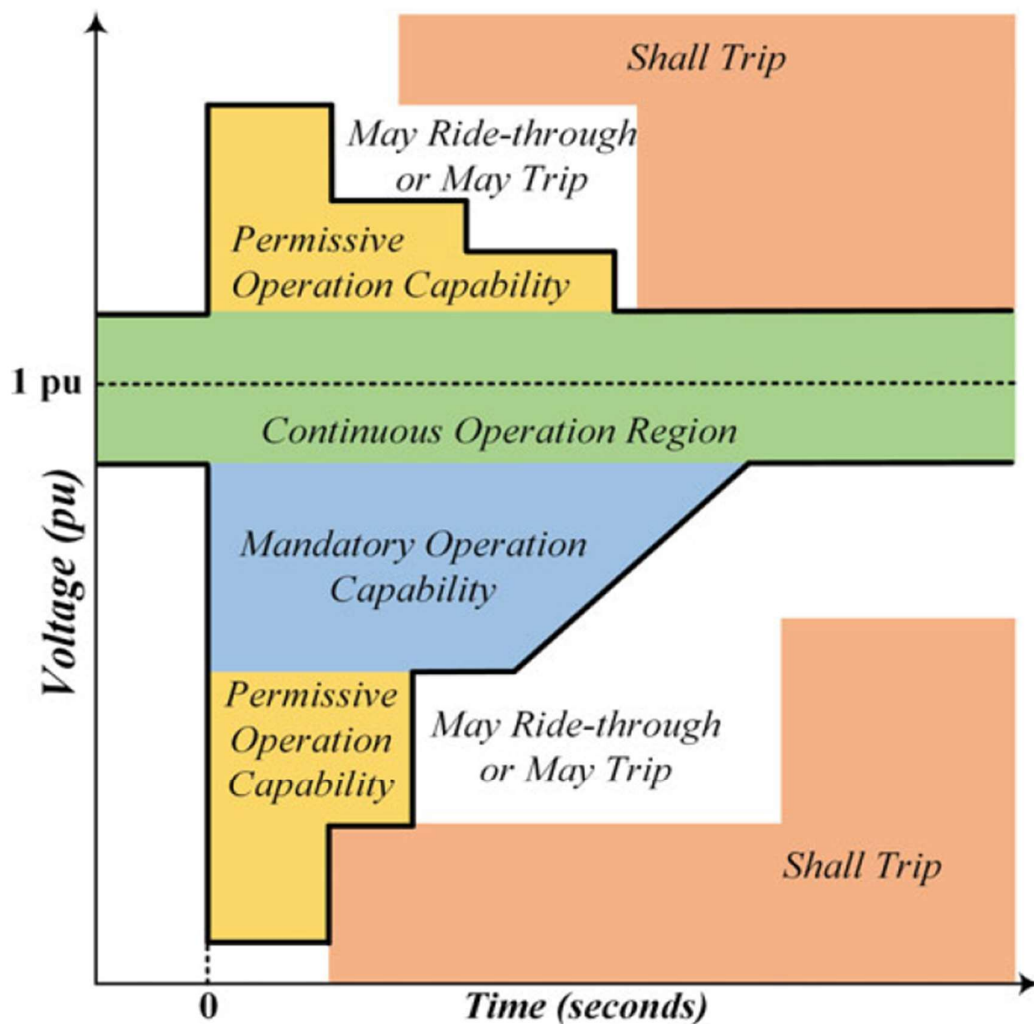 Shall Trip
May Ride-through
or May Trip
Permissive
Operation Capability
1 pu
Continuous Operation Region
Voltage (pu)
Mandatory Operation
Capability
Permissive
Operation
Capability
May Ride-through
or May Trip
Shall Trip
0
Time (seconds)